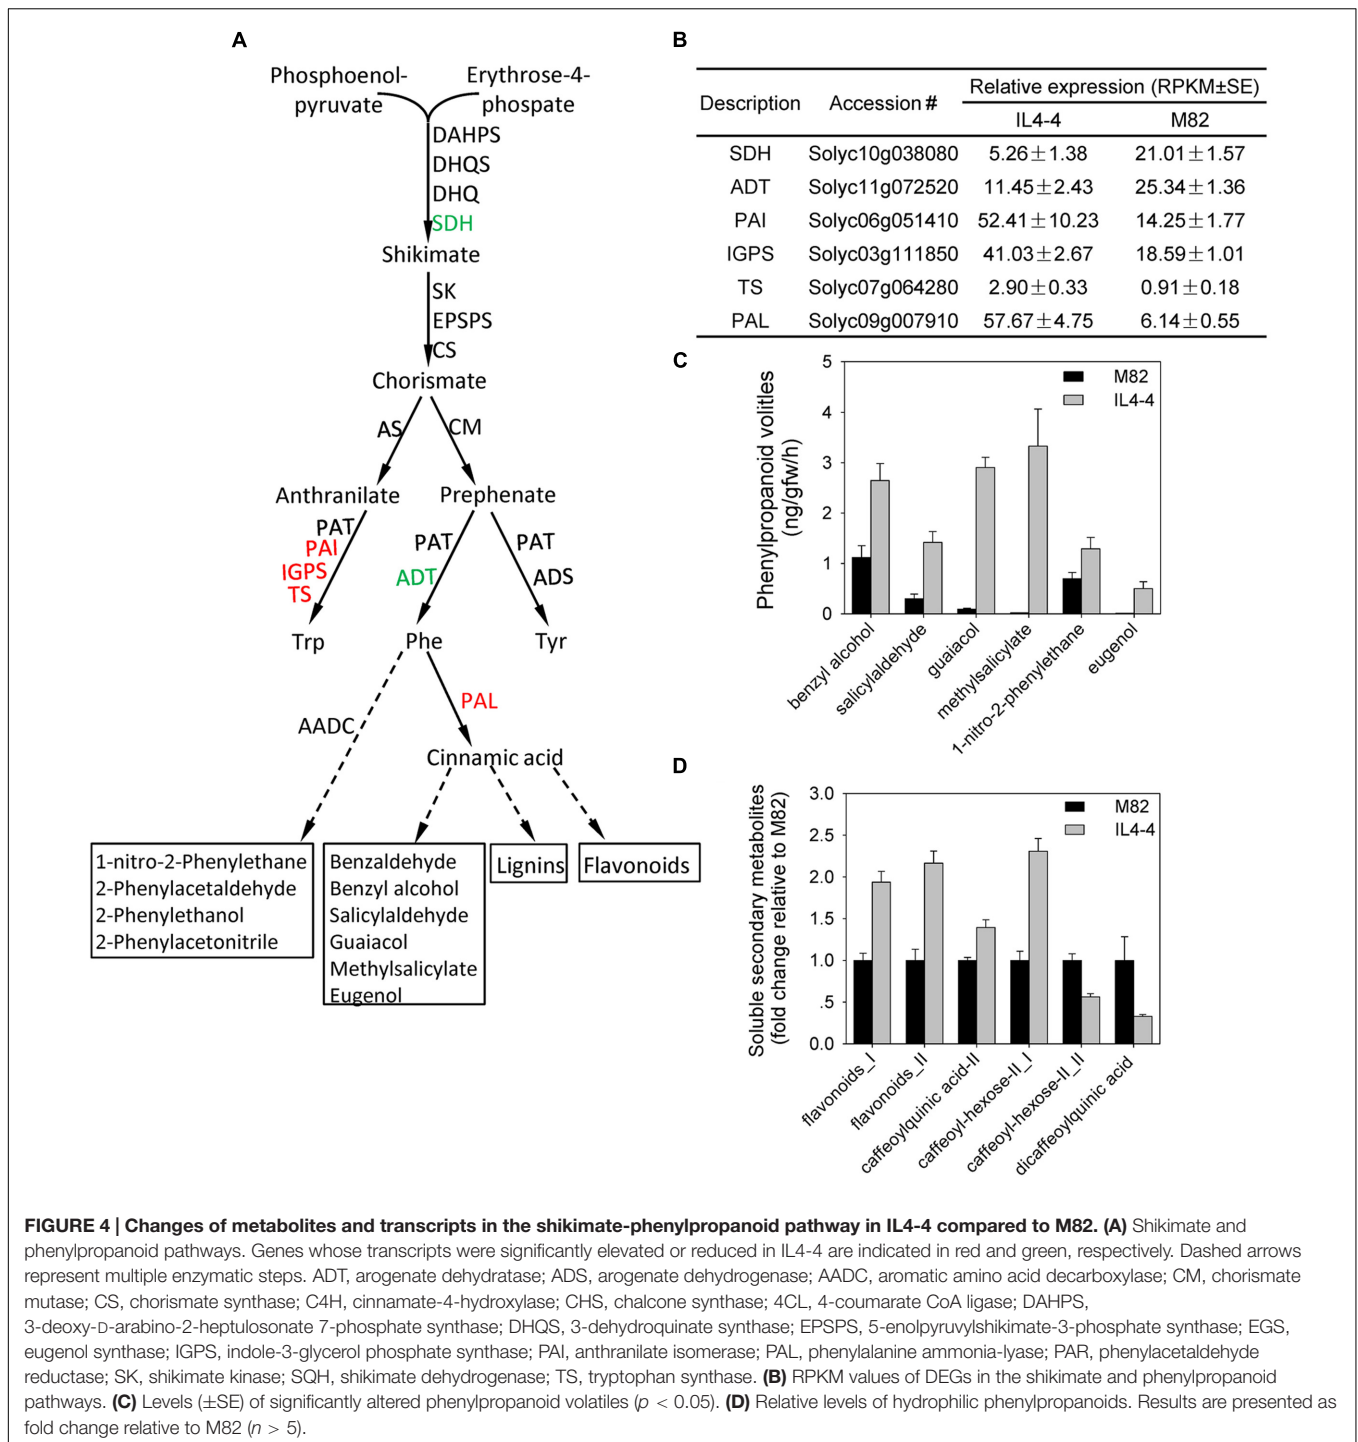 A
Phosphoenol-
pyruvate
Erythrose-4-
phospate
DAHPS
DHQS
DHQ
SDH
Shikimate
SK
EPSPS
CS
Chorismate
AS
CM
Anthranilate
Prephenate
PAT
PAI
IGPS
TS
PAT
ADT
PAT
ADS
Trp
Phe
Tyr
AADC
PAL
Cinnamic acid
1-nitro-2-Phenylethane
2-Phenylacetaldehyde
2-Phenylethanol
2-Phenylacetonitrile
Benzaldehyde
Benzyl alcohol
Salicylaldehyde
Guaiacol
Methylsalicylate
Eugenol
Lignins
Flavonoids
B
Relative expression (RPKM±SE)
Description Accession #
IL4-4 M82
SDH Solyc10g038080 5.26±1.38 21.01±1.57
ADT Solyc11g072520 11.45±2.43 25.34±1.36
PAI Solyc06g051410 52.41±10.23 14.25±1.77
IGPS Solyc03g111850 41.03±2.67 18.59±1.01
TS Solyc07g064280 2.90±0.33 0.91±0.18
PAL Solyc09g007910 57.67±4.75 6.14±0.55
C
Phenylpropanoid volitles
(ng/gfw/h)
5
4
3
2
1
0
M82
IL4-4
benzyl alcohol
salicylaldehyde
guaiacol
methylsalicylate
1-nitro-2-phenylethane
eugenol
D
Soluble secondary metabolites
(fold change relative to M82)
3.0
2.5
2.0
1.5
1.0
.5
0.0
M82
IL4-4
flavonoids_I
flavonoids_II
caffeoylquinic acid-II
caffeoyl-hexose-II_I
caffeoyl-hexose-II_II
dicaffeoylquinic acid
FIGURE 4 | Changes of metabolites and transcripts in the shikimate-phenylpropanoid pathway in IL4-4 compared to M82. (A) Shikimate and
phenylpropanoid pathways. Genes whose transcripts were significantly elevated or reduced in IL4-4 are indicated in red and green, respectively. Dashed arrows
represent multiple enzymatic steps. ADT, arogenate dehydratase; ADS, arogenate dehydrogenase; AADC, aromatic amino acid decarboxylase; CM, chorismate
mutase; CS, chorismate synthase; C4H, cinnamate-4-hydroxylase; CHS, chalcone synthase; 4CL, 4-coumarate CoA ligase; DAHPS,
3-deoxy-D-arabino-2-heptulosonate 7-phosphate synthase; DHQS, 3-dehydroquinate synthase; EPSPS, 5-enolpyruvylshikimate-3-phosphate synthase; EGS,
eugenol synthase; IGPS, indole-3-glycerol phosphate synthase; PAI, anthranilate isomerase; PAL, phenylalanine ammonia-lyase; PAR, phenylacetaldehyde
reductase; SK, shikimate kinase; SQH, shikimate dehydrogenase; TS, tryptophan synthase. (B) RPKM values of DEGs in the shikimate and phenylpropanoid
pathways. (C) Levels (±SE) of significantly altered phenylpropanoid volatiles (p < 0.05). (D) Relative levels of hydrophilic phenylpropanoids. Results are presented as
fold change relative to M82 (n > 5).